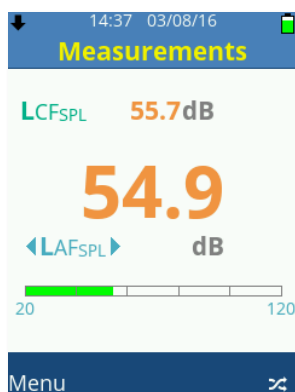 14:37 03/08/16
Measurements
LCFSPL 55.7dB
54.9
LAFSPL dB
20 120
Menu